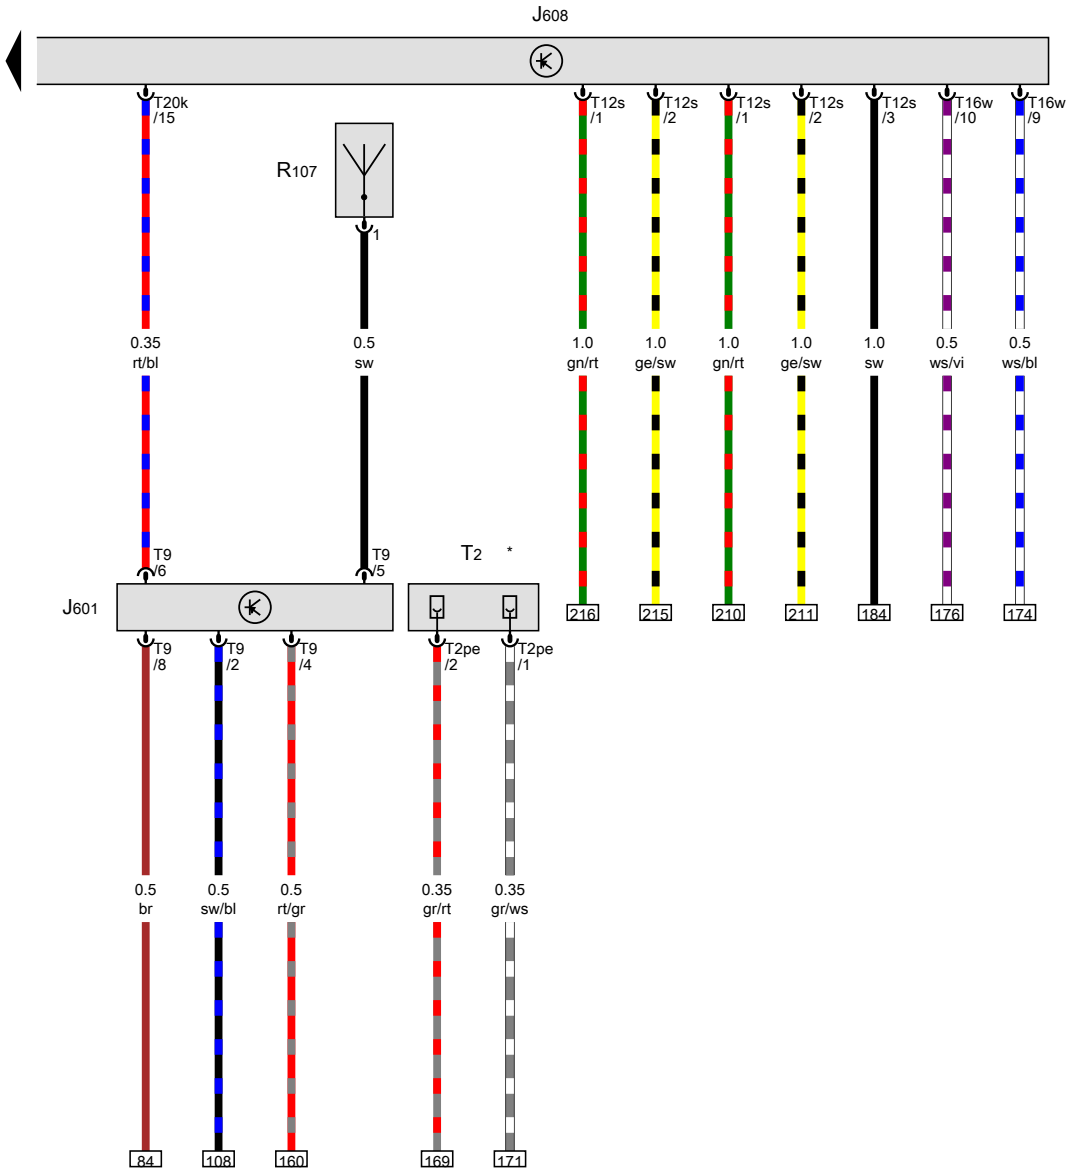 J608
T20k T12s T12s T12s T12s T12s T16w T16w
/15 /1 /2 /1 /2 /3 /10 /9
R107
1
0.35 0.5 1.0 1.0 1.0 1.0 1.0 0.5 0.5
rt/bl sw gn/rt ge/sw gn/rt ge/sw sw ws/vi ws/bl
T9 T9 T2 *
/6 /5
J601
216 215 210 211 184 176 174
T9 T9 T9 T2pe T2pe
/8 /2 /4 /2 /1
0.5 0.5 0.5 0.35 0.35
br sw/bl rt/gr gr/rt gr/ws
84 108 160 169 171